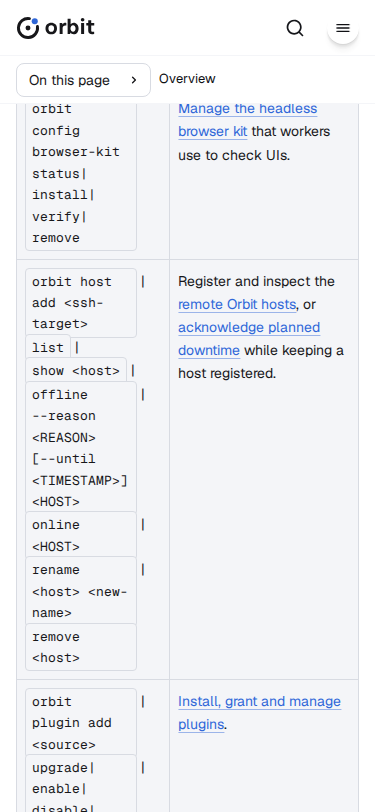 orbit
On this page
Overview
orbit
config
browser-kit
status|
install|
verify|
remove
Manage the headless
browser kit that workers
use to check UIs.
orbit host |
add <ssh-
target>
list |
show <host> |
offline |
--reason
<REASON>
[--until
<TIMESTAMP>]
<HOST>
online |
<HOST>
rename |
<host> <new-
name>
remove
<host>
Register and inspect the
remote Orbit hosts, or
acknowledge planned
downtime while keeping a
host registered.
orbit |
plugin add
<source>
upgrade| |
enable|
disable|
Install, grant and manage
plugins.